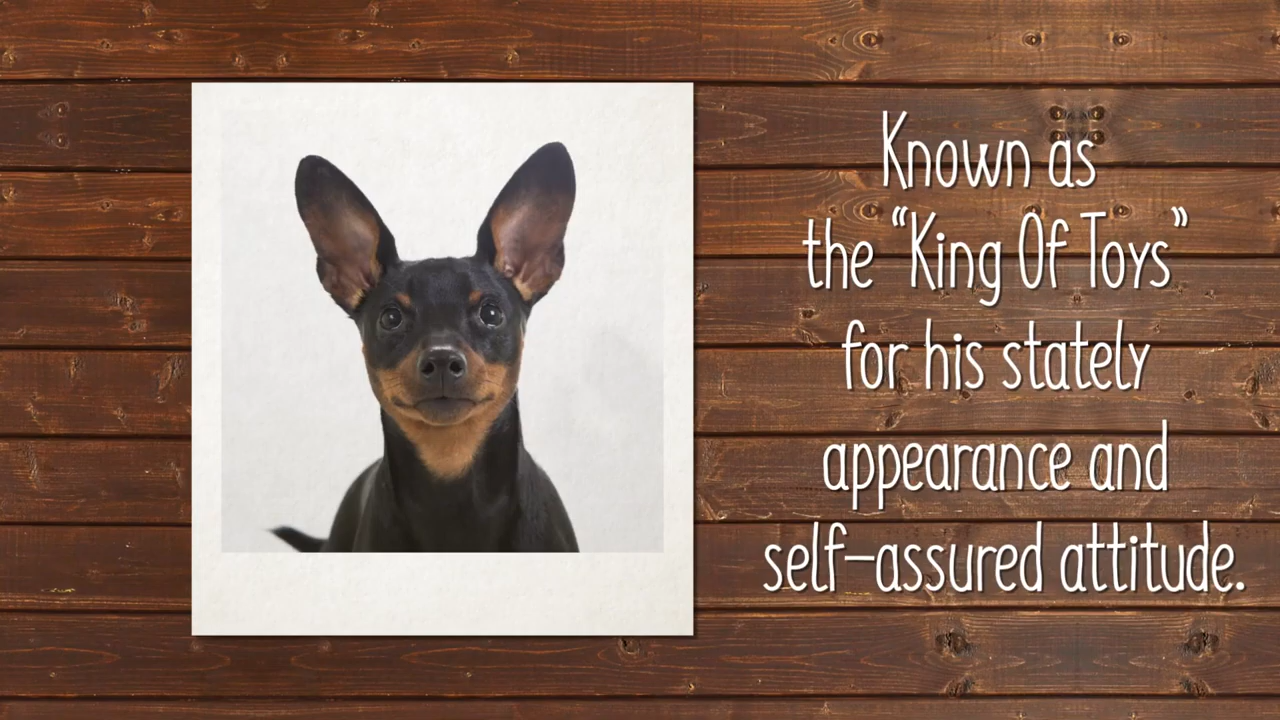 Known as
the “King Of Toys”
for his stately
appearance and
self-assured attitude.